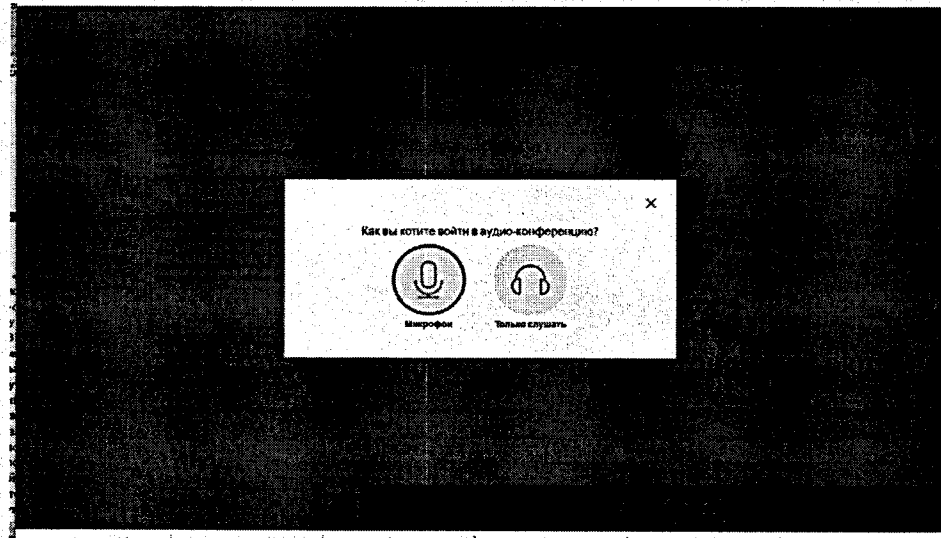 Как вы хотите войти в аудио-конференцию?
Микрофон
Только слушать